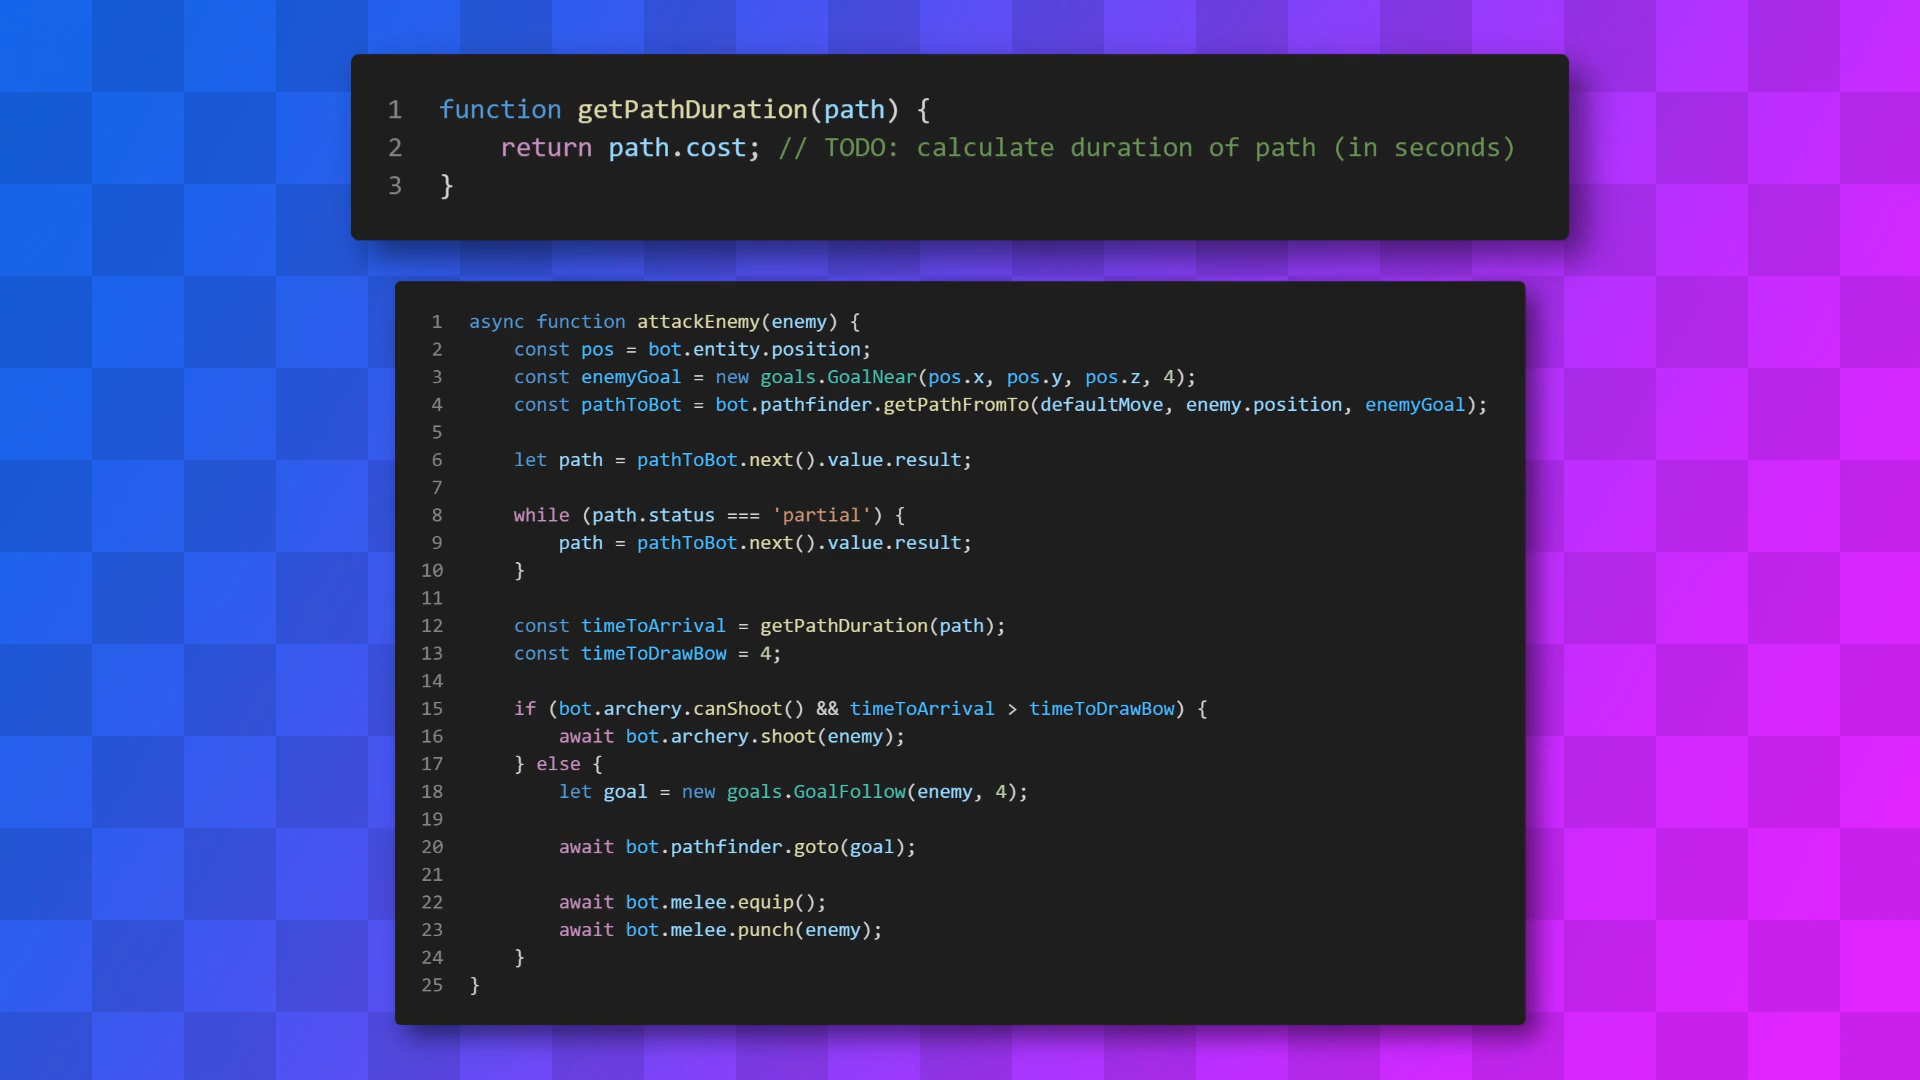 1 function getPathDuration(path) {
2 return path.cost; // TODO: calculate duration of path (in seconds)
3 }
1 async function attackEnemy(enemy) {
2 const pos = bot.entity.position;
3 const enemyGoal = new goals.GoalNear(pos.x, pos.y, pos.z, 4);
4 const pathToBot = bot.pathfinder.getPathFromTo(defaultMove, enemy.position, enemyGoal);
5
6 let path = pathToBot.next().value.result;
7
8 while (path.status === 'partial') {
9 path = pathToBot.next().value.result;
10 }
11
12 const timeToArrival = getPathDuration(path);
13 const timeToDrawBow = 4;
14
15 if (bot.archery.canShoot() && timeToArrival > timeToDrawBow) {
16 await bot.archery.shoot(enemy);
17 } else {
18 let goal = new goals.GoalFollow(enemy, 4);
19
20 await bot.pathfinder.goto(goal);
21
22 await bot.melee.equip();
23 await bot.melee.punch(enemy);
24 }
25 }